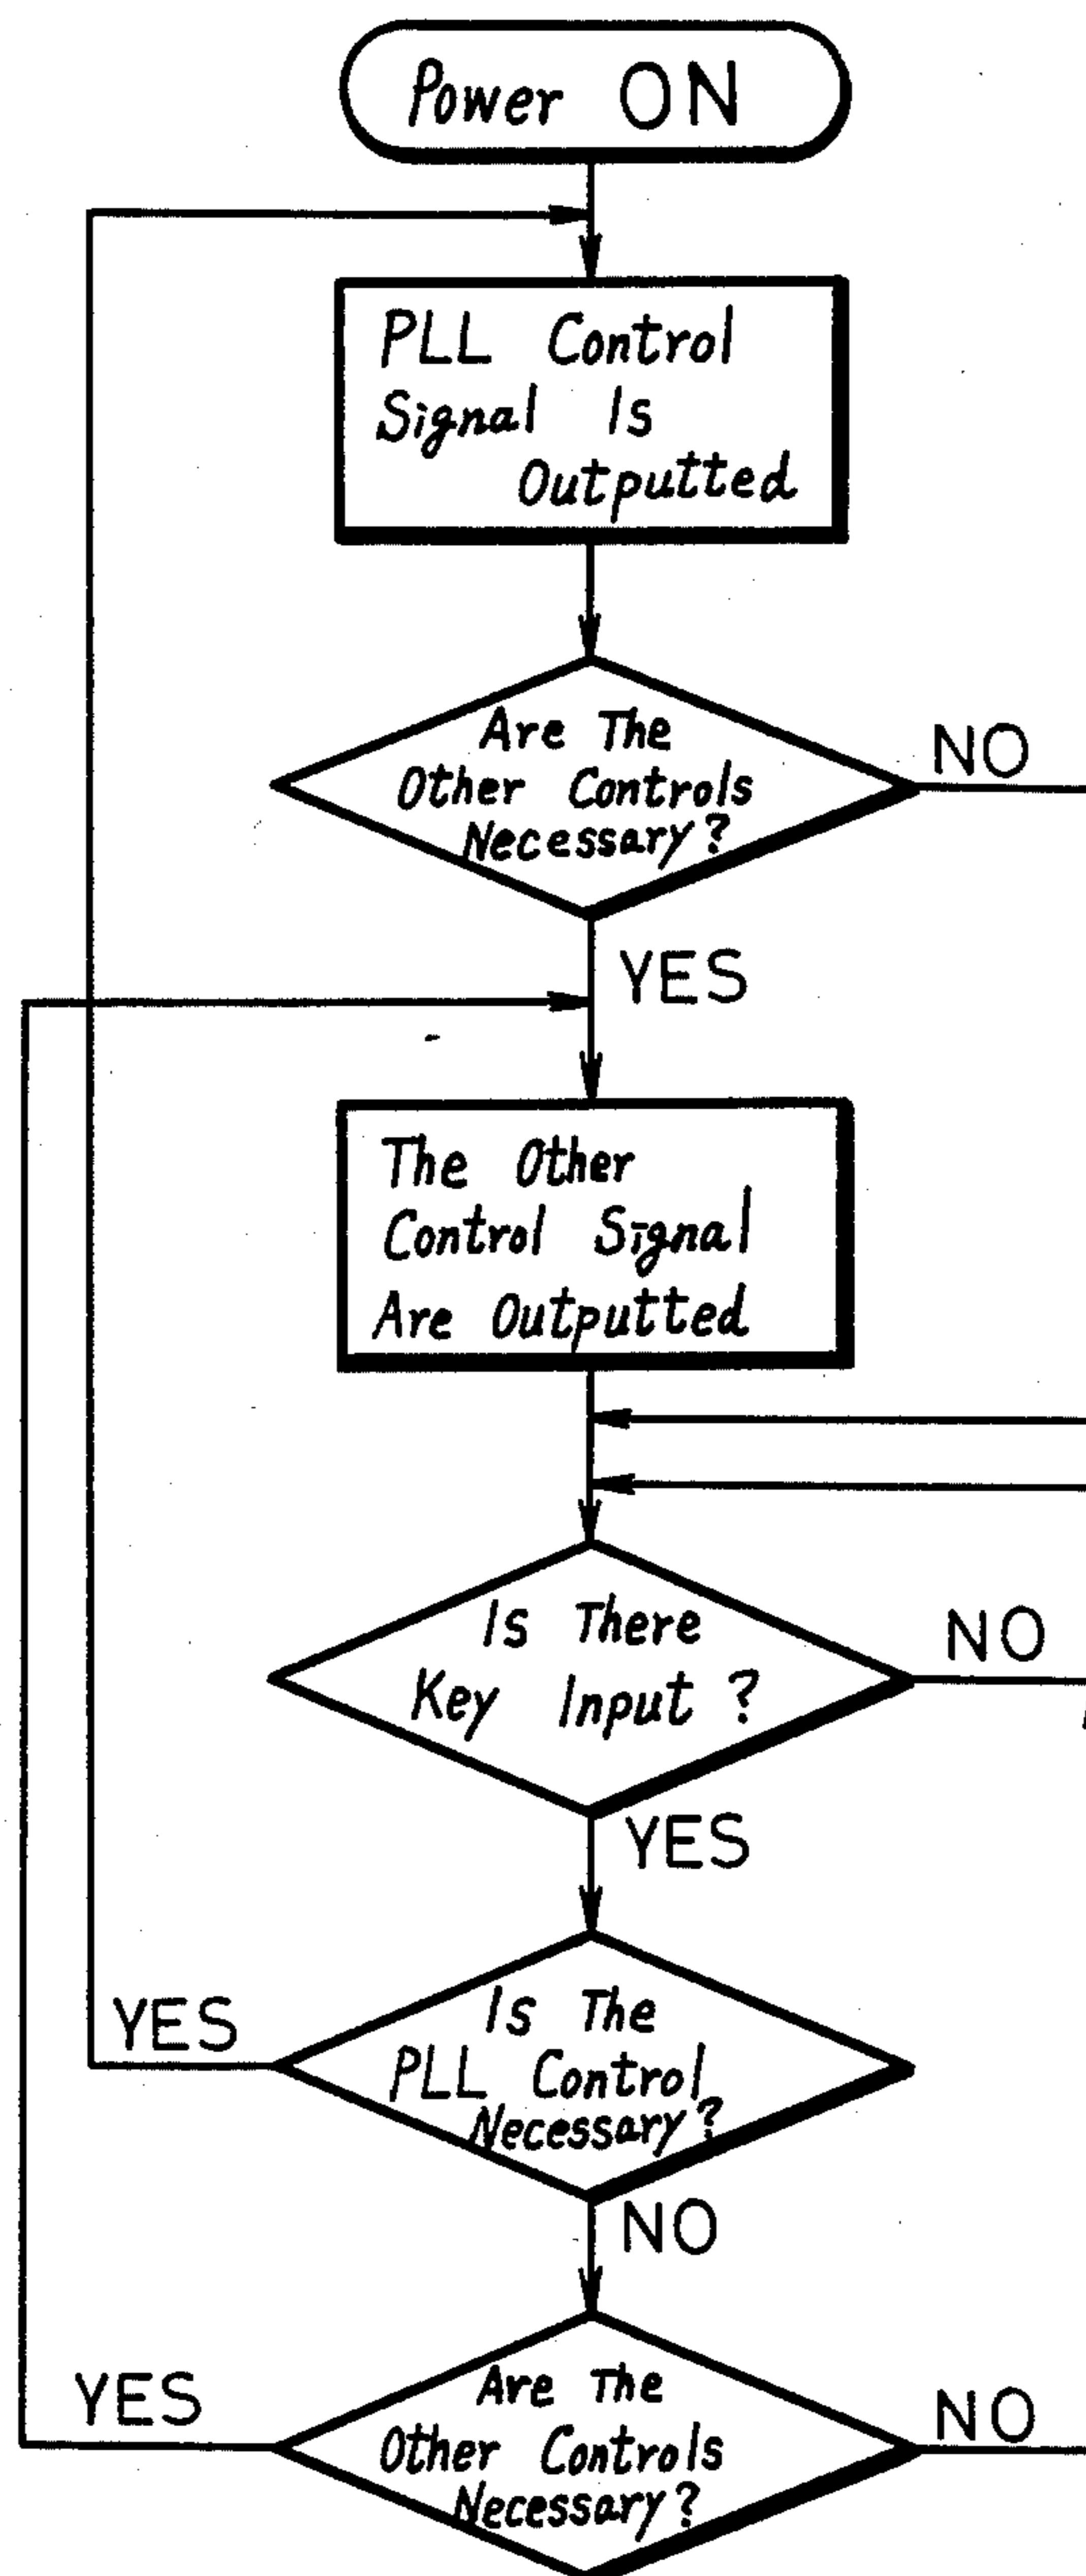 Power ON
PLL Control
Signal Is
Outputted
Are The
Other Controls
Necessary?
NO
YES
The Other
Control Signal
Are Outputted
Is There
Key Input ?
NO
YES
Is The
PLL Control
Necessary?
YES
NO
Are The
Other Controls
Necessary?
YES
NO